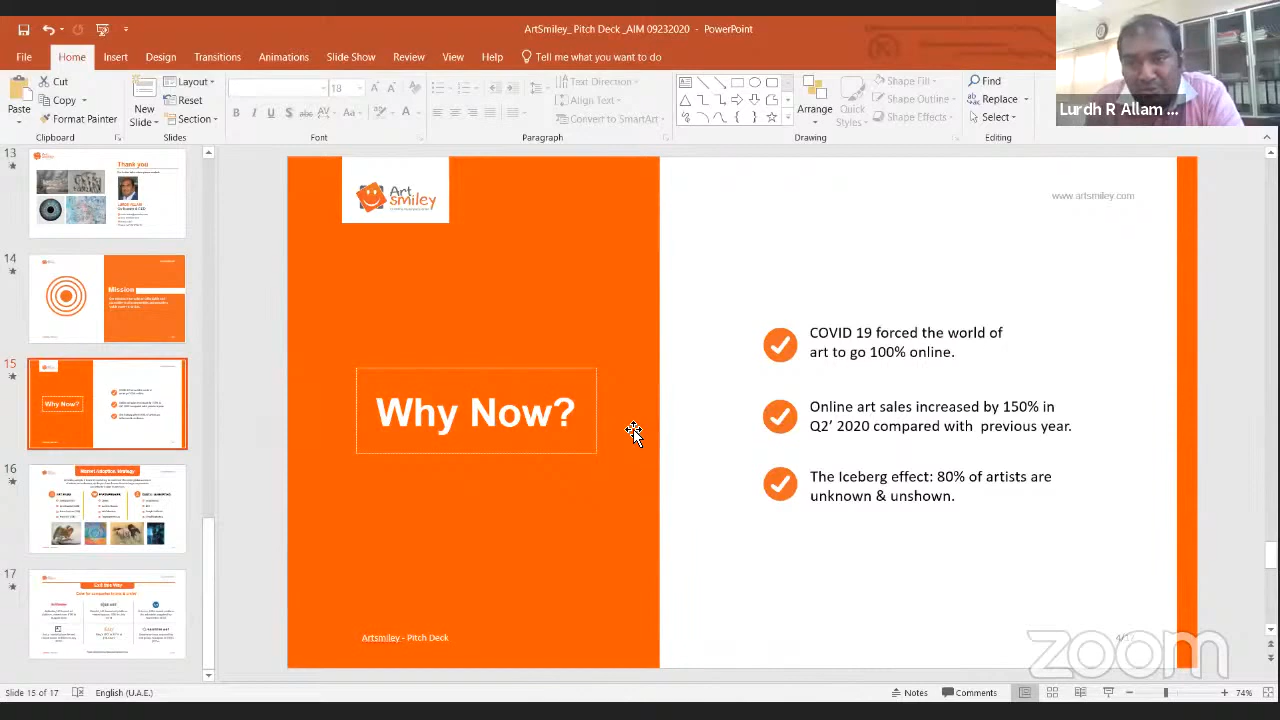 ArtSmiley_ Pitch Deck _AIM 09232020 - PowerPoint
File Home Insert Design Transitions Animations Slide Show Review View Help Tell me what you want to do
Lurdh R Allam ...
Paste
Cut
Copy
Format Painter
Clipboard
New
Slide
Layout
Reset
Section
Slides
18
Font
Text Direction
Align Text
Convert to SmartArt
Paragraph
Arrange
Quick
Styles
Shape Fill
Shape Outline
Shape Effects
Drawing
Find
Replace
Select
Editing
13
Thank you
14
Mission
15
Why Now?
16
Market Adoption Strategy
17
Art
smiley
www.artsmiley.com
Why Now?
COVID 19 forced the world of
art to go 100% online.
Online art sales increased by 150% in
Q2’ 2020 compared with previous year.
The Iceberg effect: 80% of artists are
unknown & unshown.
Artsmiley - Pitch Deck
zoom
Slide 15 of 17 English (U.A.E.) Notes Comments 74%